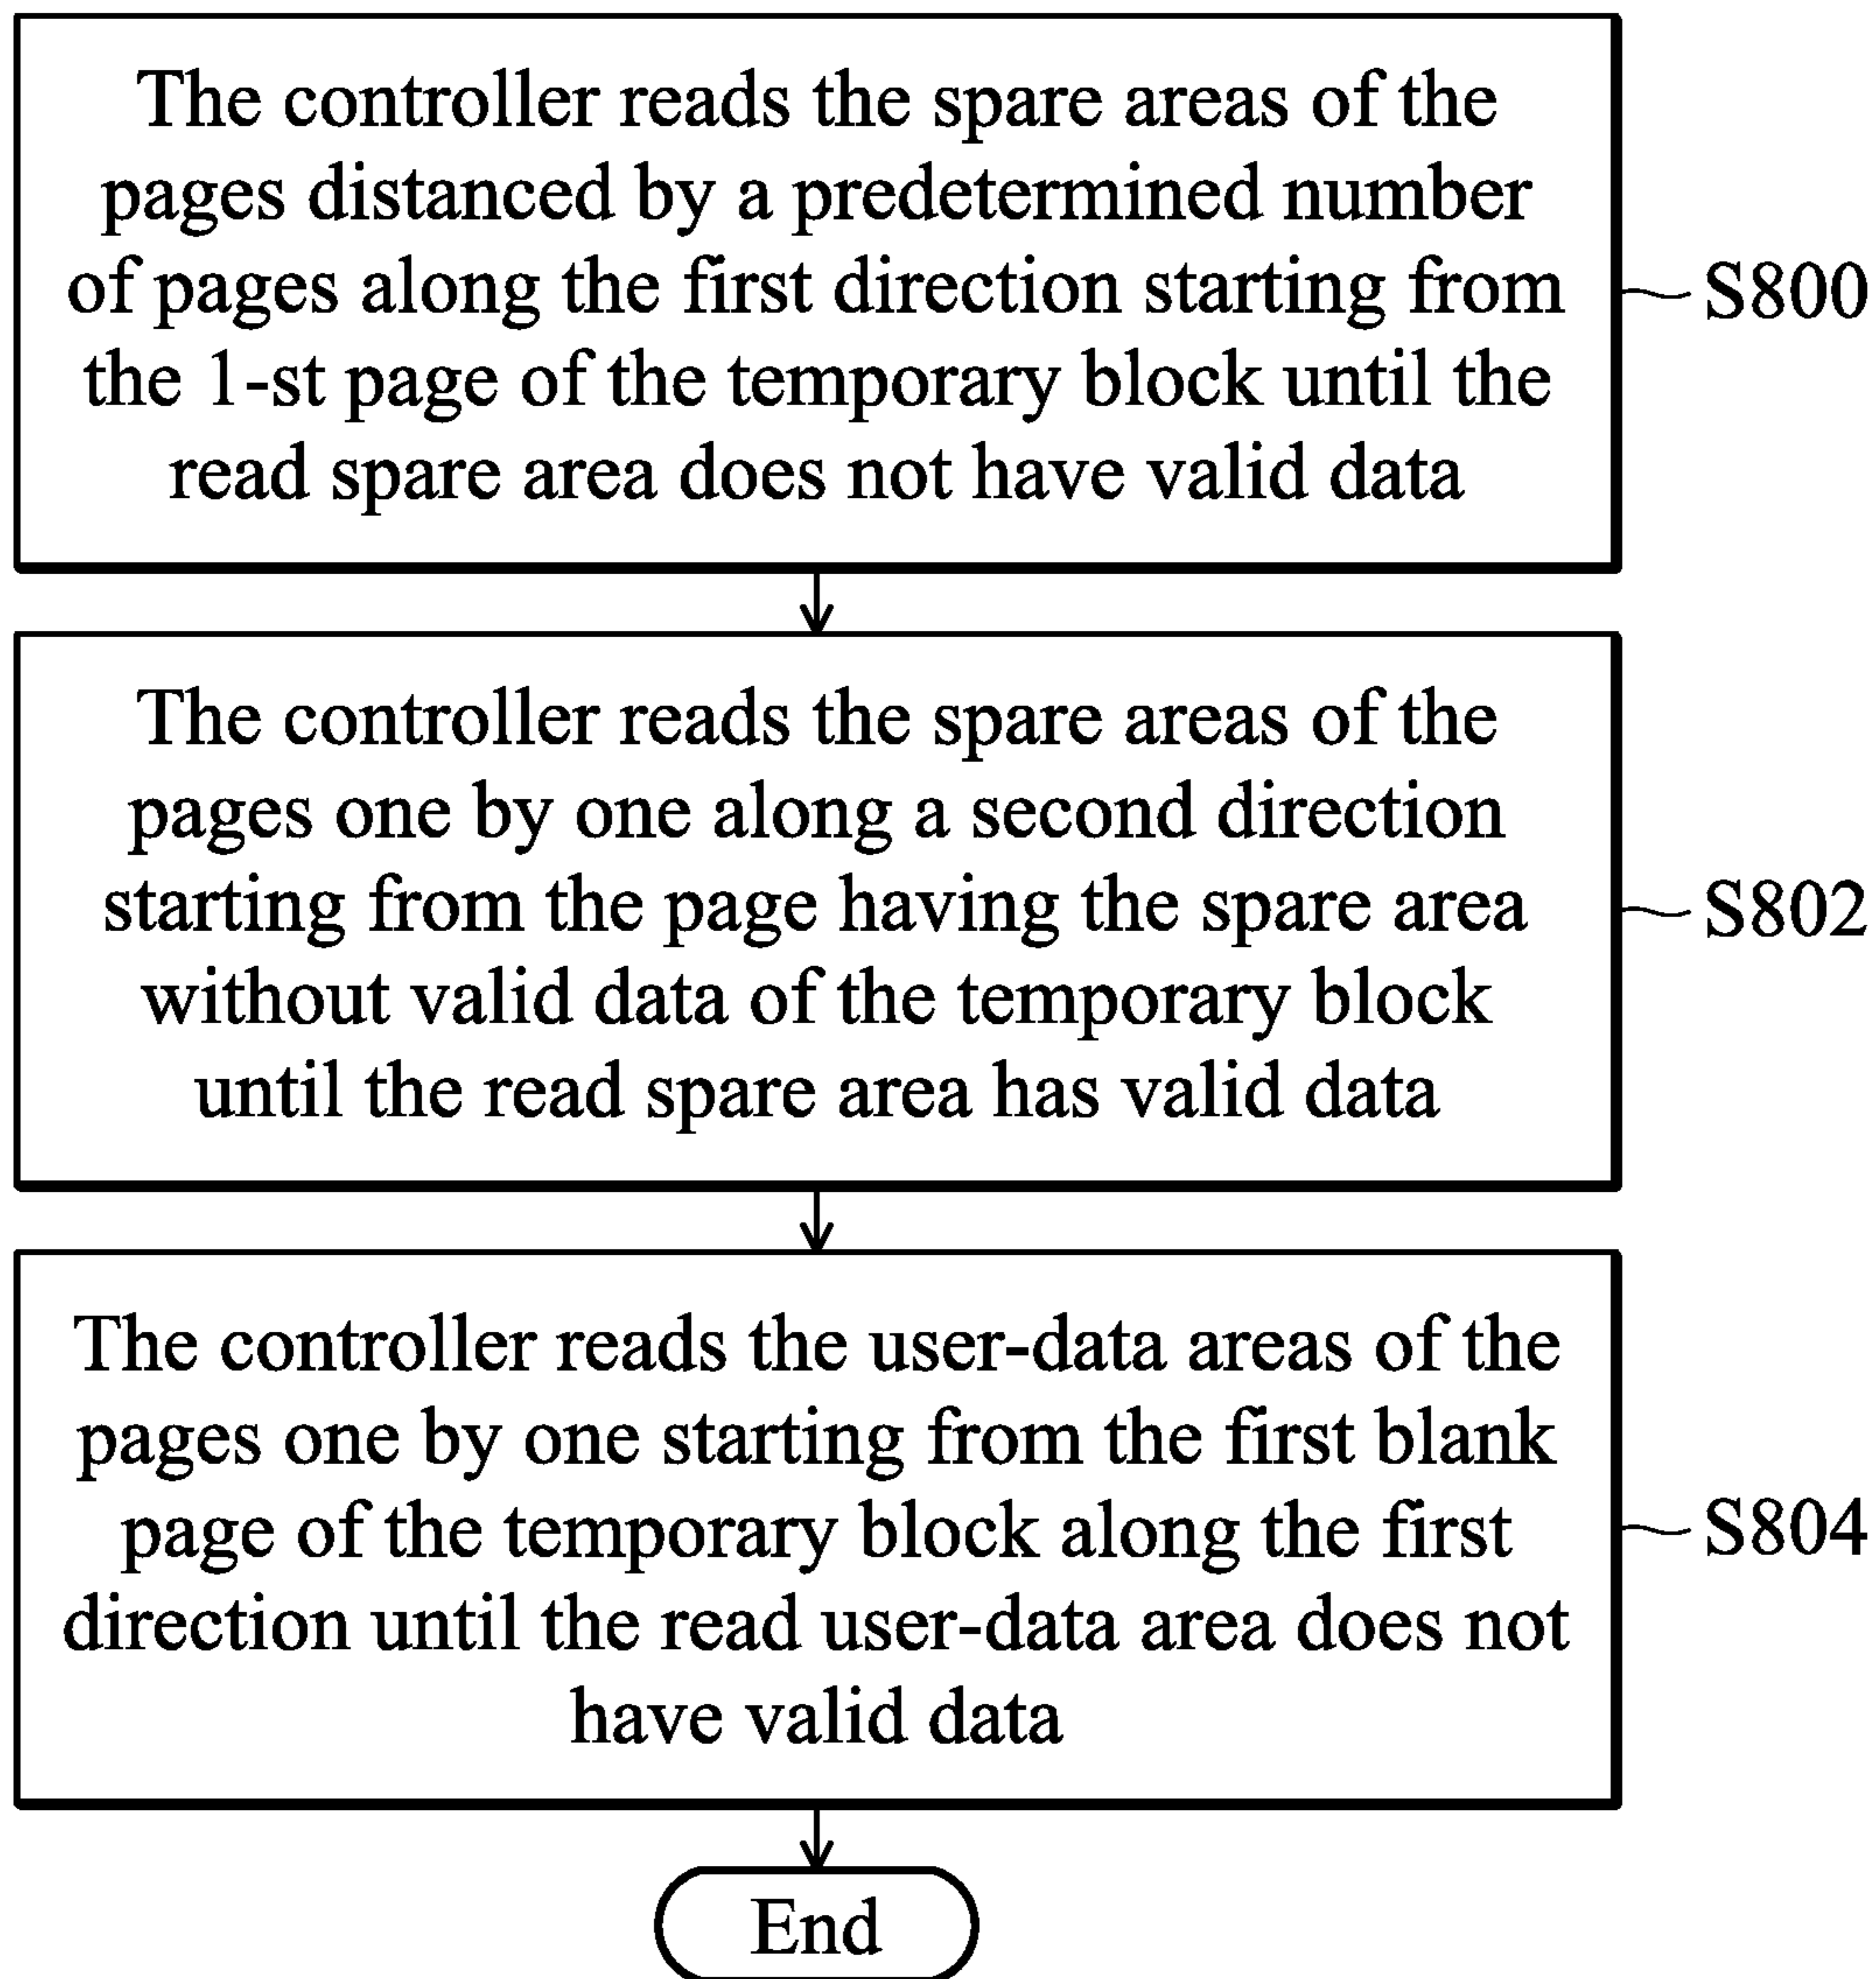 The controller reads the spare areas of the
pages distanced by a predetermined number
of pages along the first direction starting from
the 1-st page of the temporary block until the
read spare area does not have valid data
S800
The controller reads the spare areas of the
pages one by one along a second direction
starting from the page having the spare area
without valid data of the temporary block
until the read spare area has valid data
S802
The controller reads the user-data areas of the
pages one by one starting from the first blank
page of the temporary block along the first
direction until the read user-data area does not
have valid data
S804
End